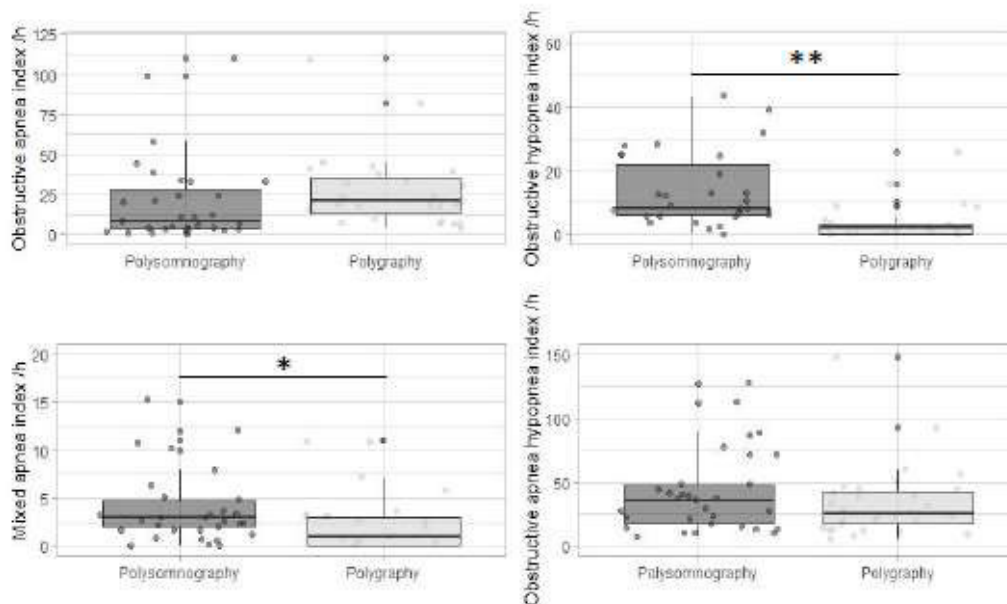 Obstructive apnea index /h
125
100
75
50
25
0
Polysomnography
Polygraphy
Obstructive hypopnea index /h
60
40
20
0
**
Polysomnography
Polygraphy
Mixed apnea index /h
20
15
10
5
0
*
Polysomnography
Polygraphy
Obstructive apnea hypopnea index /h
150
100
50
0
Polysomnography
Polygraphy